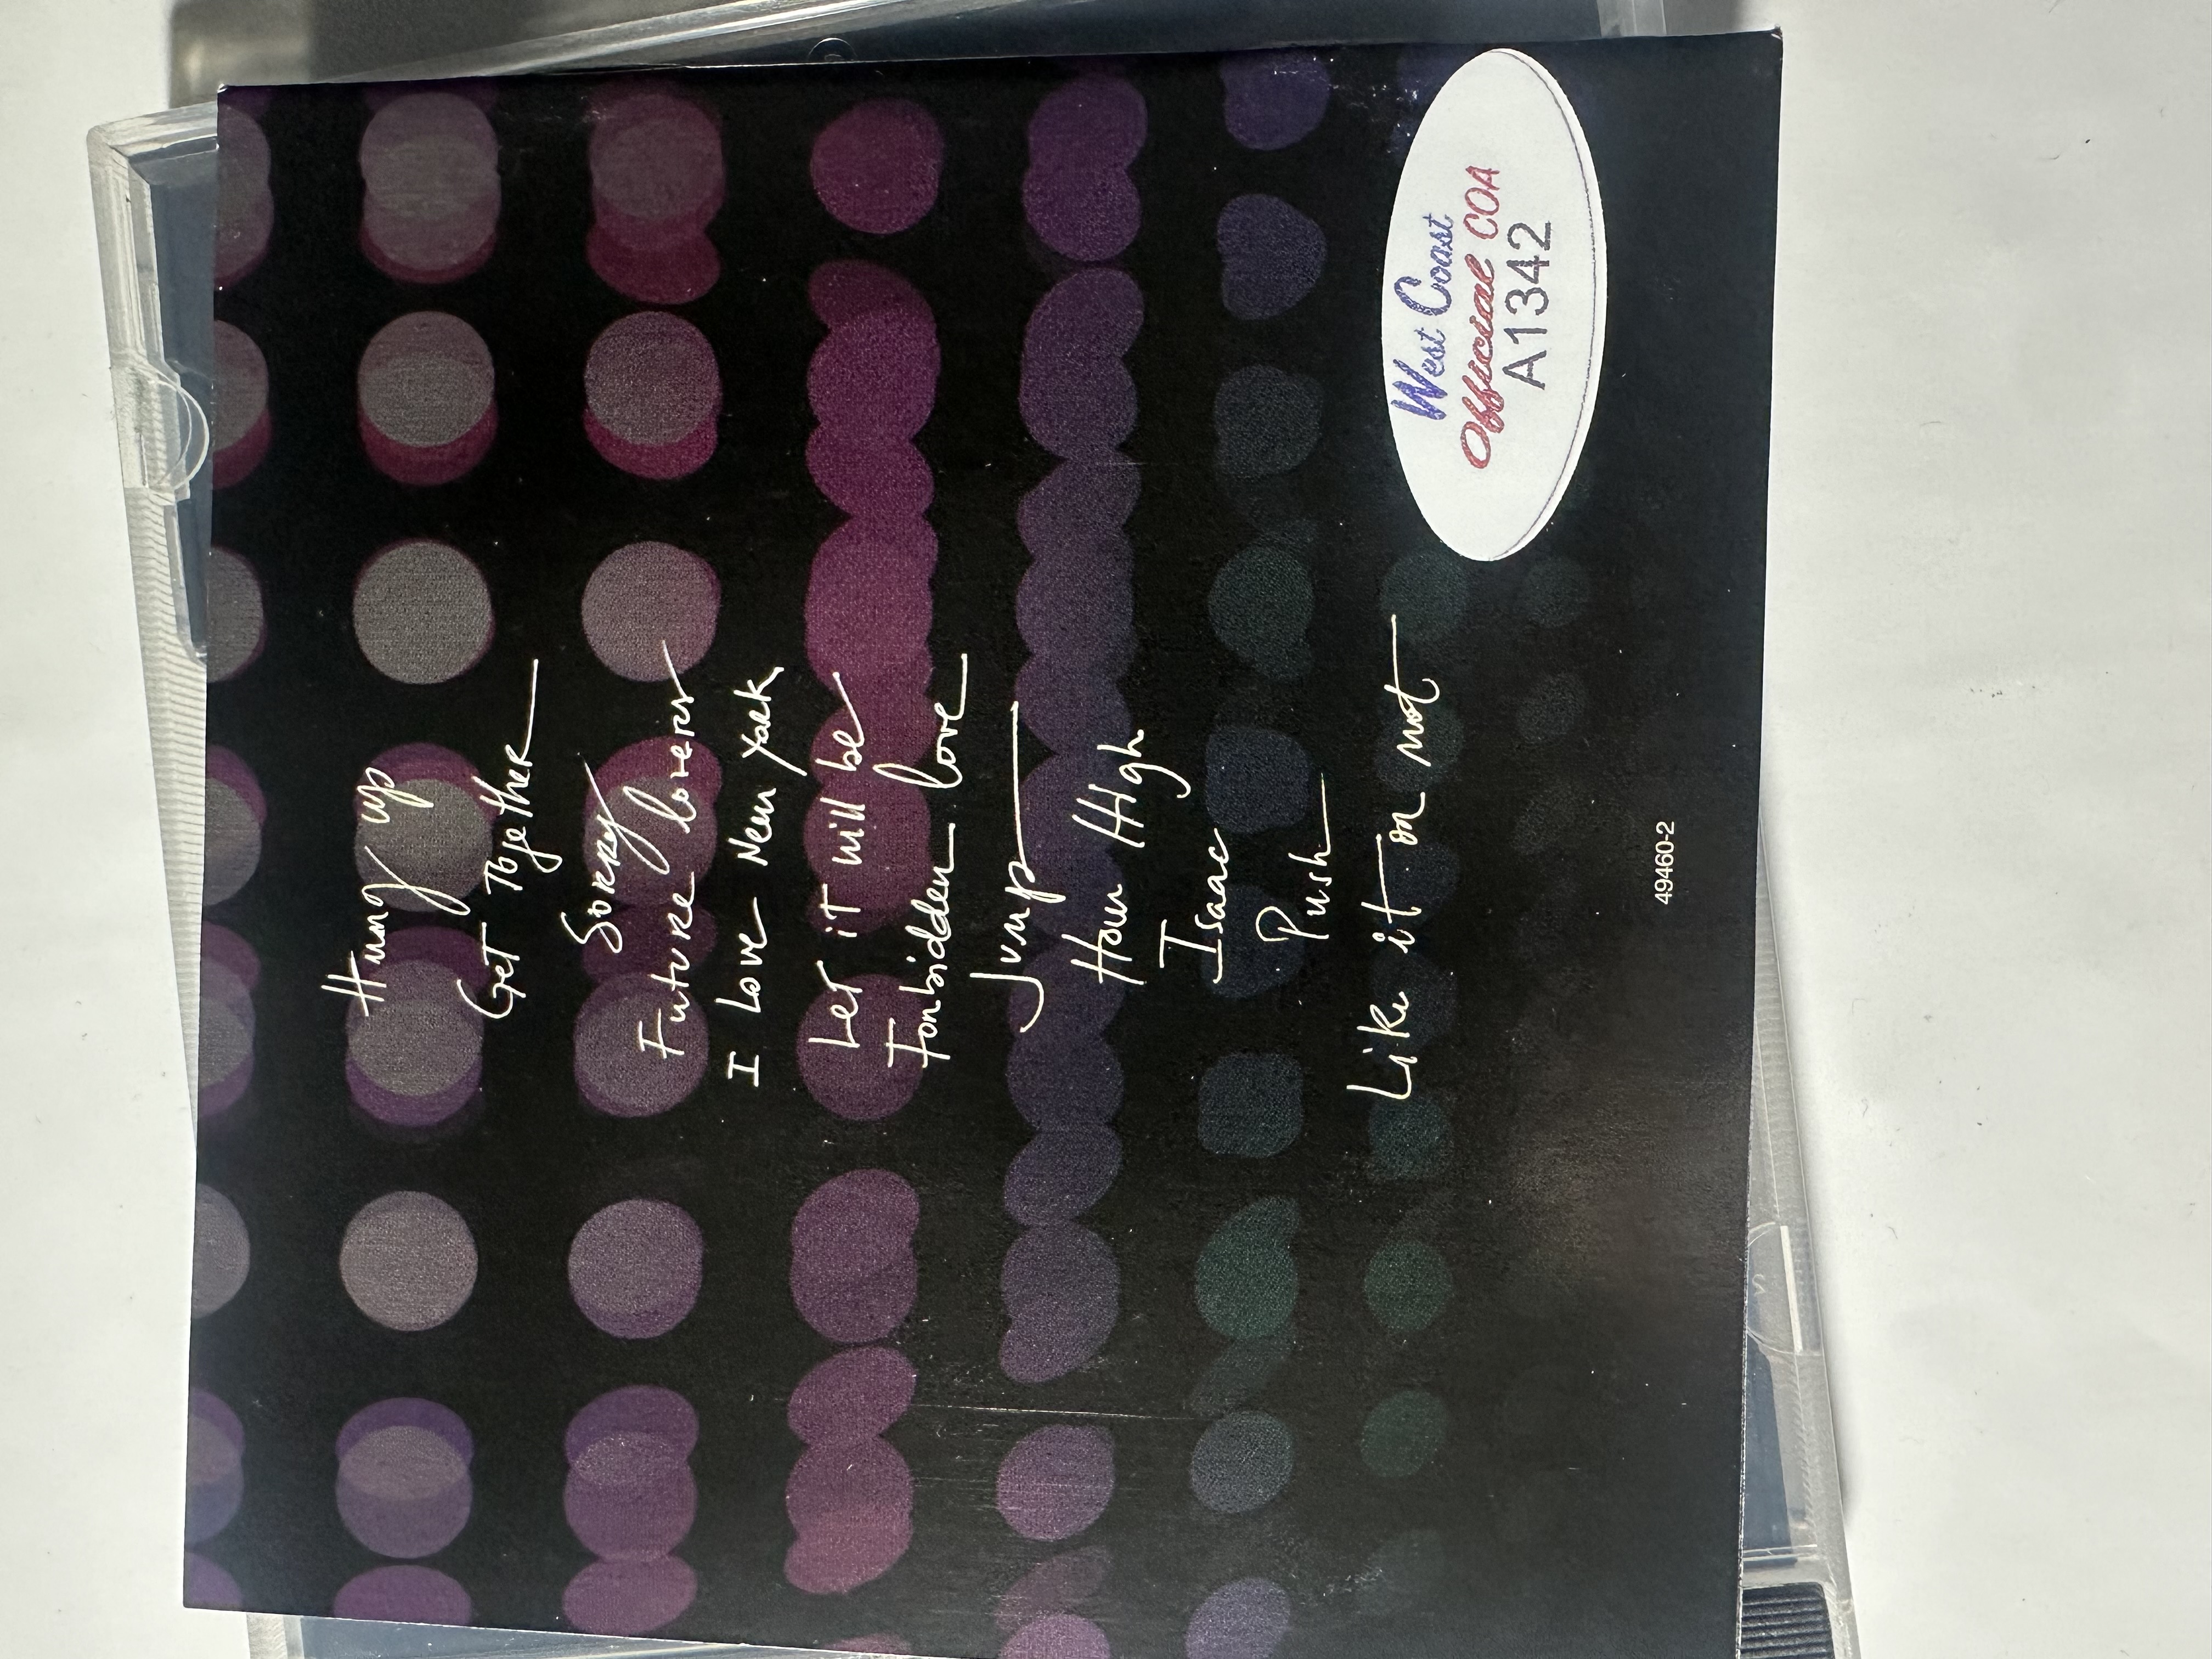 Hung up
Get Together
Sorry
Future lovers
I Love New York
Let it will be
Forbidden love
Jump
How High
Isaac
Push
Like it or not
West Coast
Official COA
A1342
49460-2